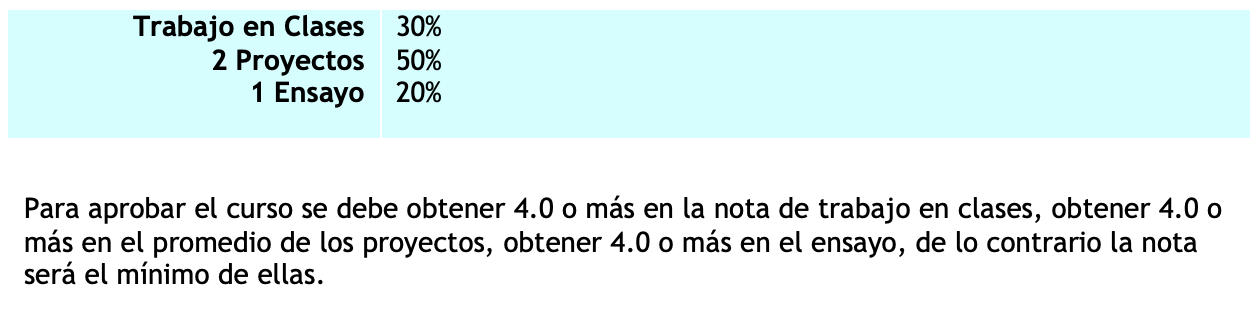 Trabajo en Clases 30%
2 Proyectos 50%
1 Ensayo 20%
Para aprobar el curso se debe obtener 4.0 o más en la nota de trabajo en clases, obtener 4.0 o
más en el promedio de los proyectos, obtener 4.0 o más en el ensayo, de lo contrario la nota
será el mínimo de ellas.